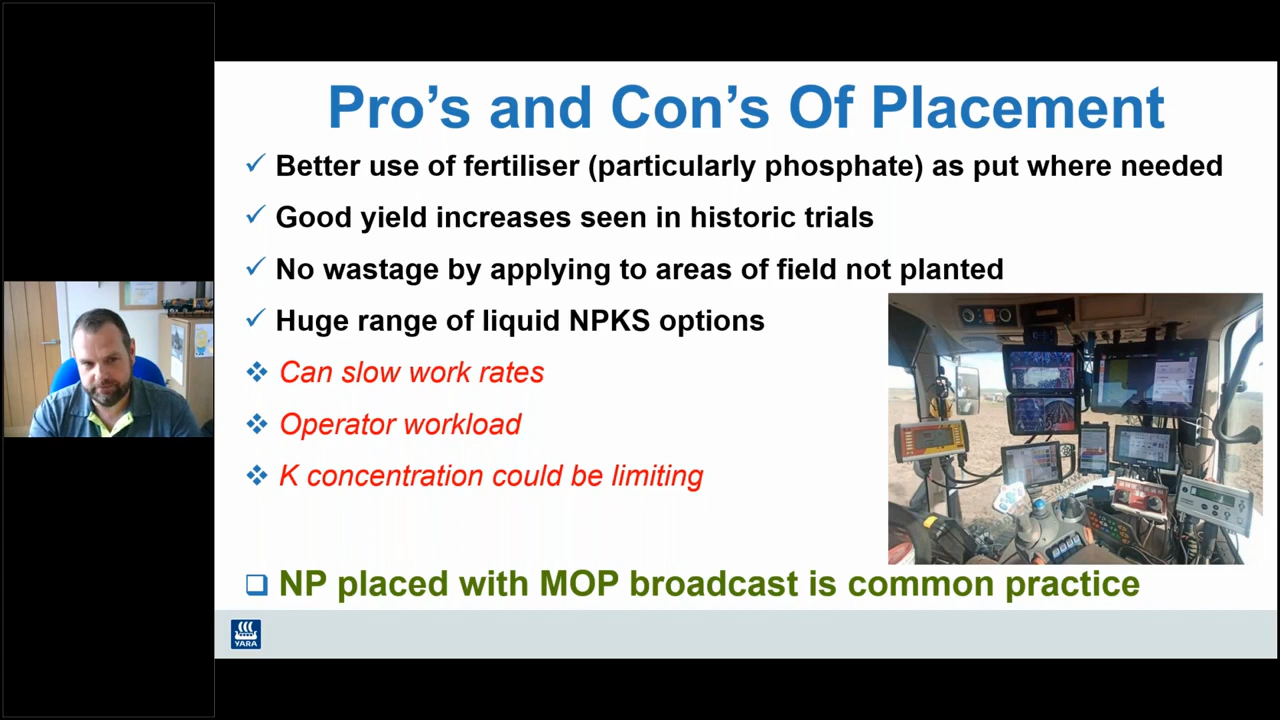 Pro’s and Con’s Of Placement
Better use of fertiliser (particularly phosphate) as put where needed
Good yield increases seen in historic trials
No wastage by applying to areas of field not planted
Huge range of liquid NPKS options
Can slow work rates
Operator workload
K concentration could be limiting
NP placed with MOP broadcast is common practice
YARA